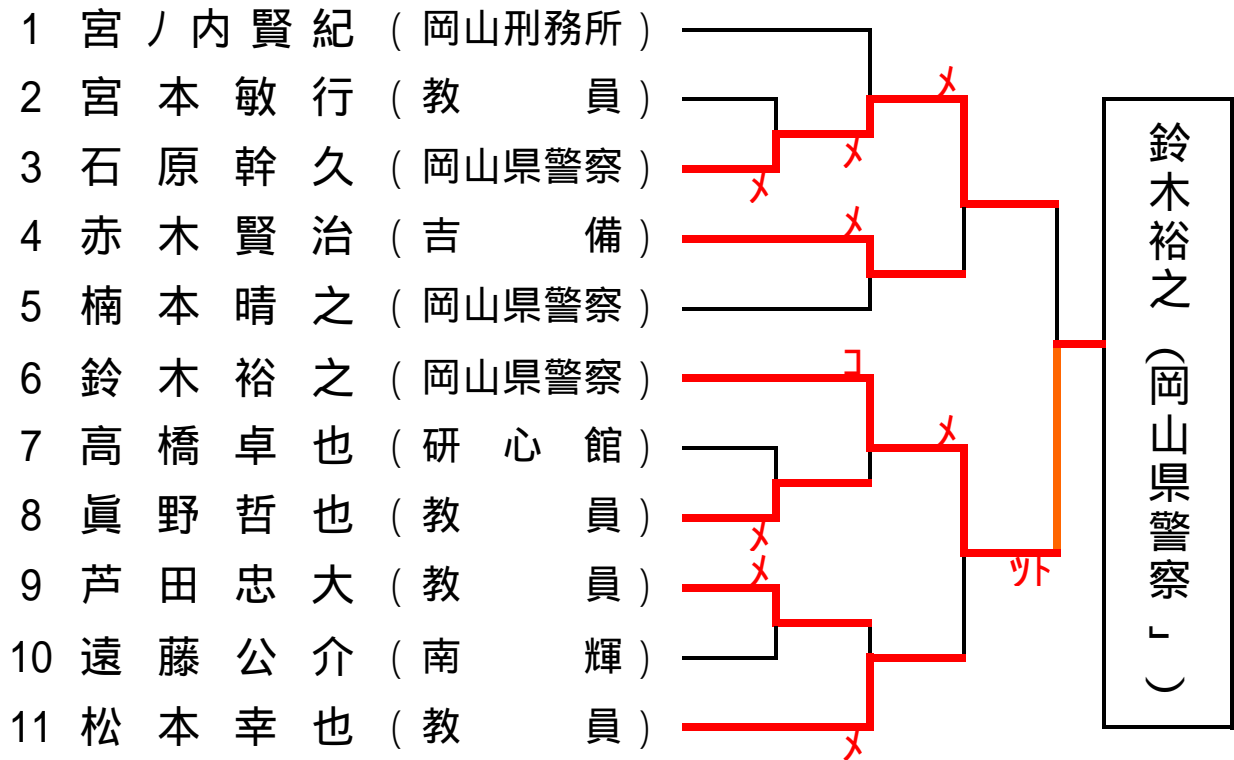 1 宮ノ内賢紀 (岡山刑務所)
2 宮本敏行 (教員)
3 石原幹久 (岡山県警察)
4 赤木賢治 (吉備)
5 楠本晴之 (岡山県警察)
6 鈴木裕之 (岡山県警察)
7 高橋卓也 (研心館)
8 眞野哲也 (教員)
9 芦田忠大 (教員)
10 遠藤公介 (南輝)
11 松本幸也 (教員)
メ
メ
メ
メ
コ
メ
メ
メ
メ
ツト
鈴木裕之(岡山県警察」)